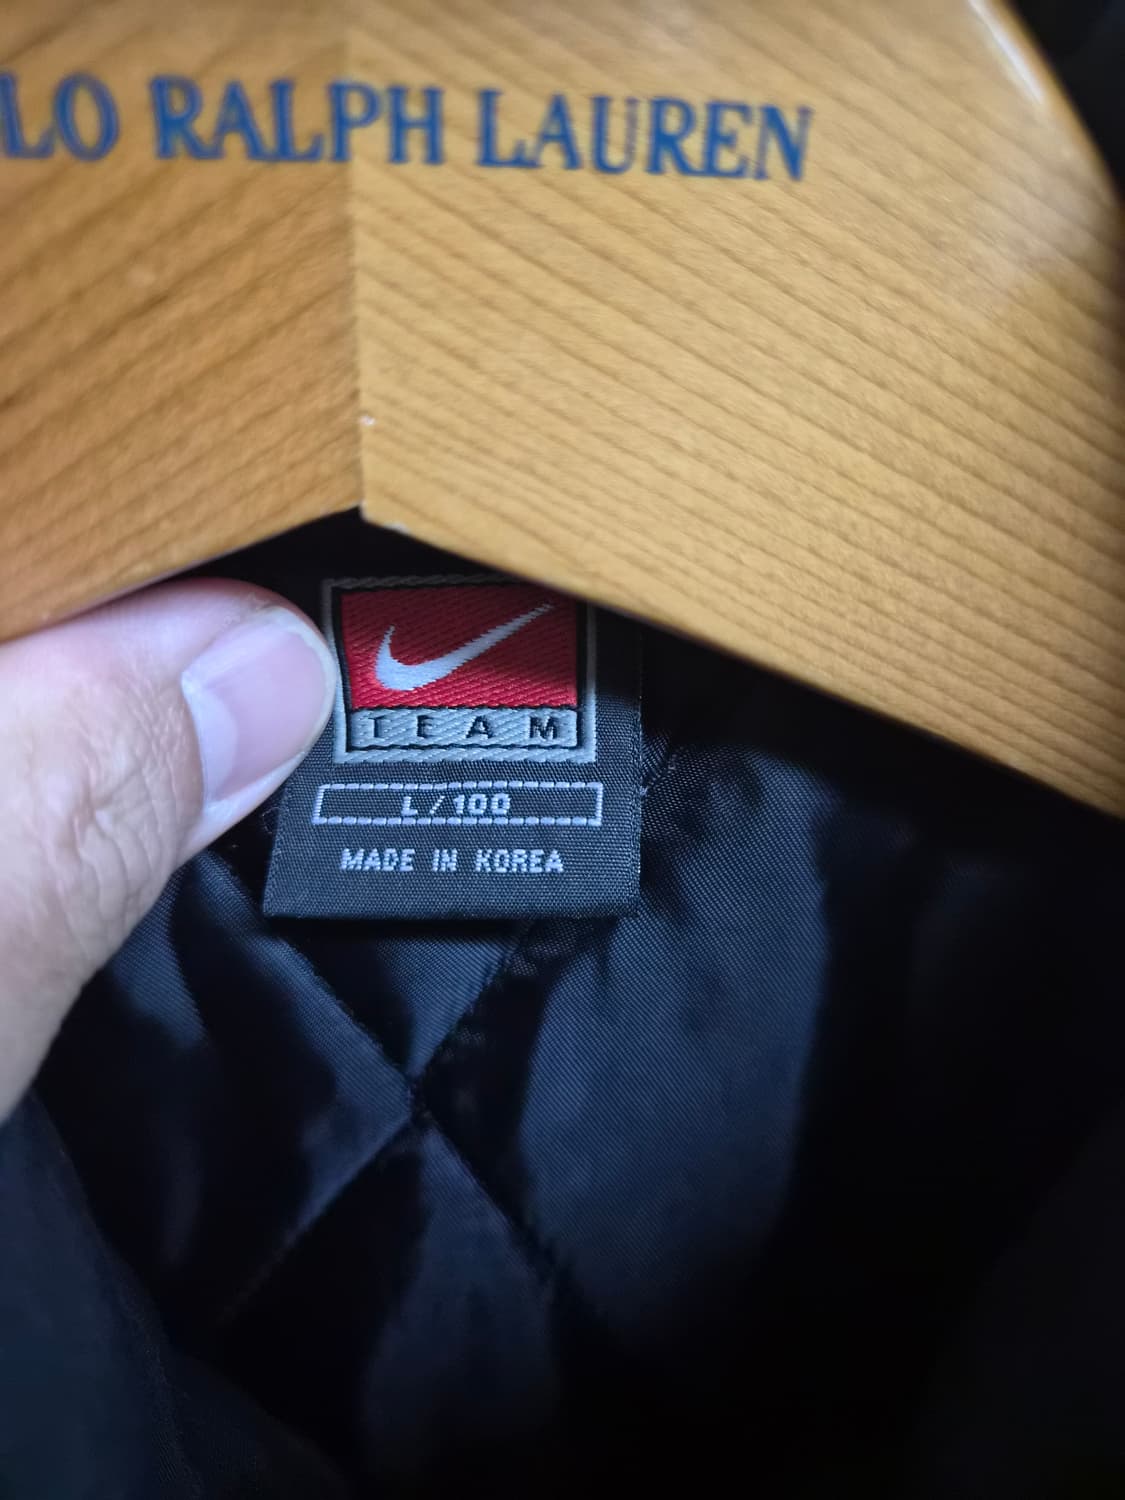 LO RALPH LAUREN
TEAM
L/100
MADE IN KOREA